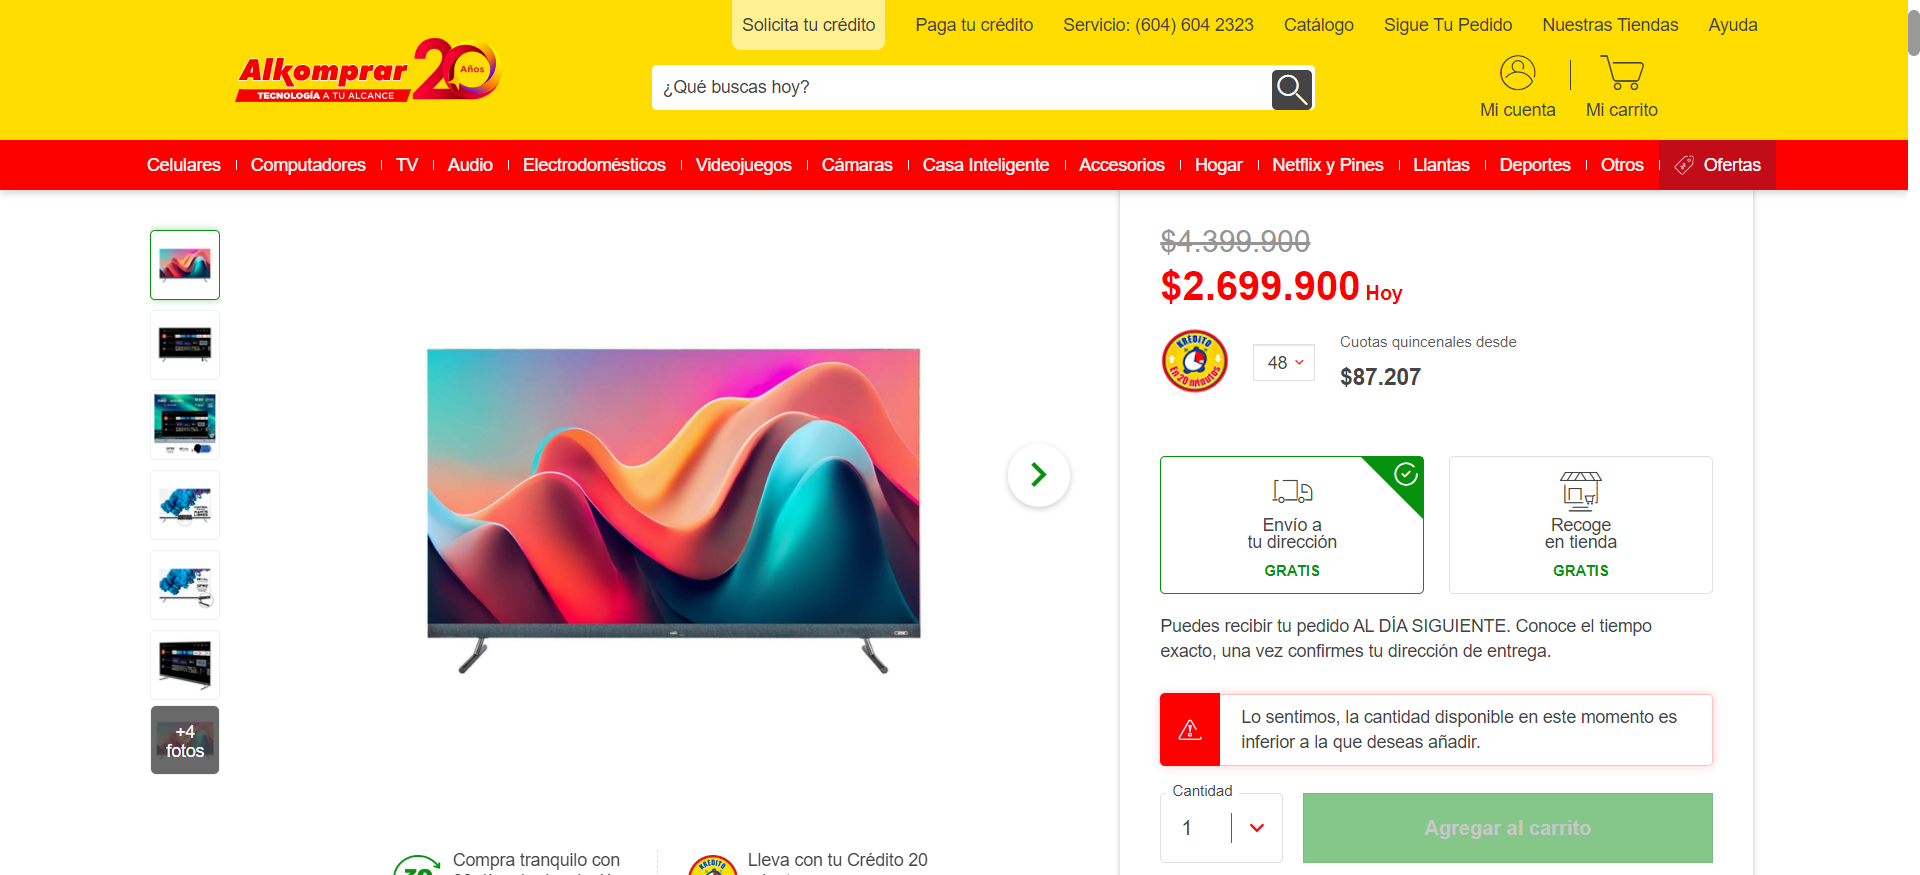 Solicita tu crédito
Paga tu crédito
Servicio: (604) 604 2323
Catálogo
Sigue Tu Pedido
Nuestras Tiendas
Ayuda
Alkomprar 20 Años
TECNOLOGÍA A TU ALCANCE
¿Qué buscas hoy?
Mi cuenta
Mi carrito
Celulares
Computadores
TV
Audio
Electrodomésticos
Videojuegos
Cámaras
Casa Inteligente
Accesorios
Hogar
Netflix y Pines
Llantas
Deportes
Otros
Ofertas
+4
fotos
$4.399.900
$2.699.900 Hoy
KREDITO
En 20 minutos
48
Cuotas quincenales desde
$87.207
Envío a
tu dirección
GRATIS
Recoge
en tienda
GRATIS
Puedes recibir tu pedido AL DÍA SIGUIENTE. Conoce el tiempo
exacto, una vez confirmes tu dirección de entrega.
Lo sentimos, la cantidad disponible en este momento es
inferior a la que deseas añadir.
Cantidad
1
Agregar al carrito
Compra tranquilo con
KREDITO
Lleva con tu Crédito 20